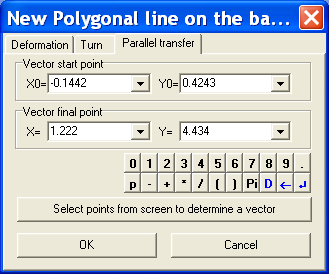 New Polygonal line on the ba...
Deformation Turn Parallel transfer
Vector start point
X0= -0.1442 Y0= 0.4243
Vector final point
X= 1.222 Y= 4.434
0 1 2 3 4 5 6 7 8 9 .
p - + * / ( ) Pi D ← ↵
Select points from screen to determine a vector
OK Cancel